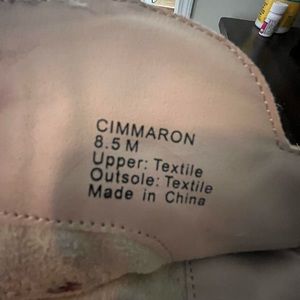 CIMMARON
8.5 M
Upper: Textile
Outsole: Textile
Made in China